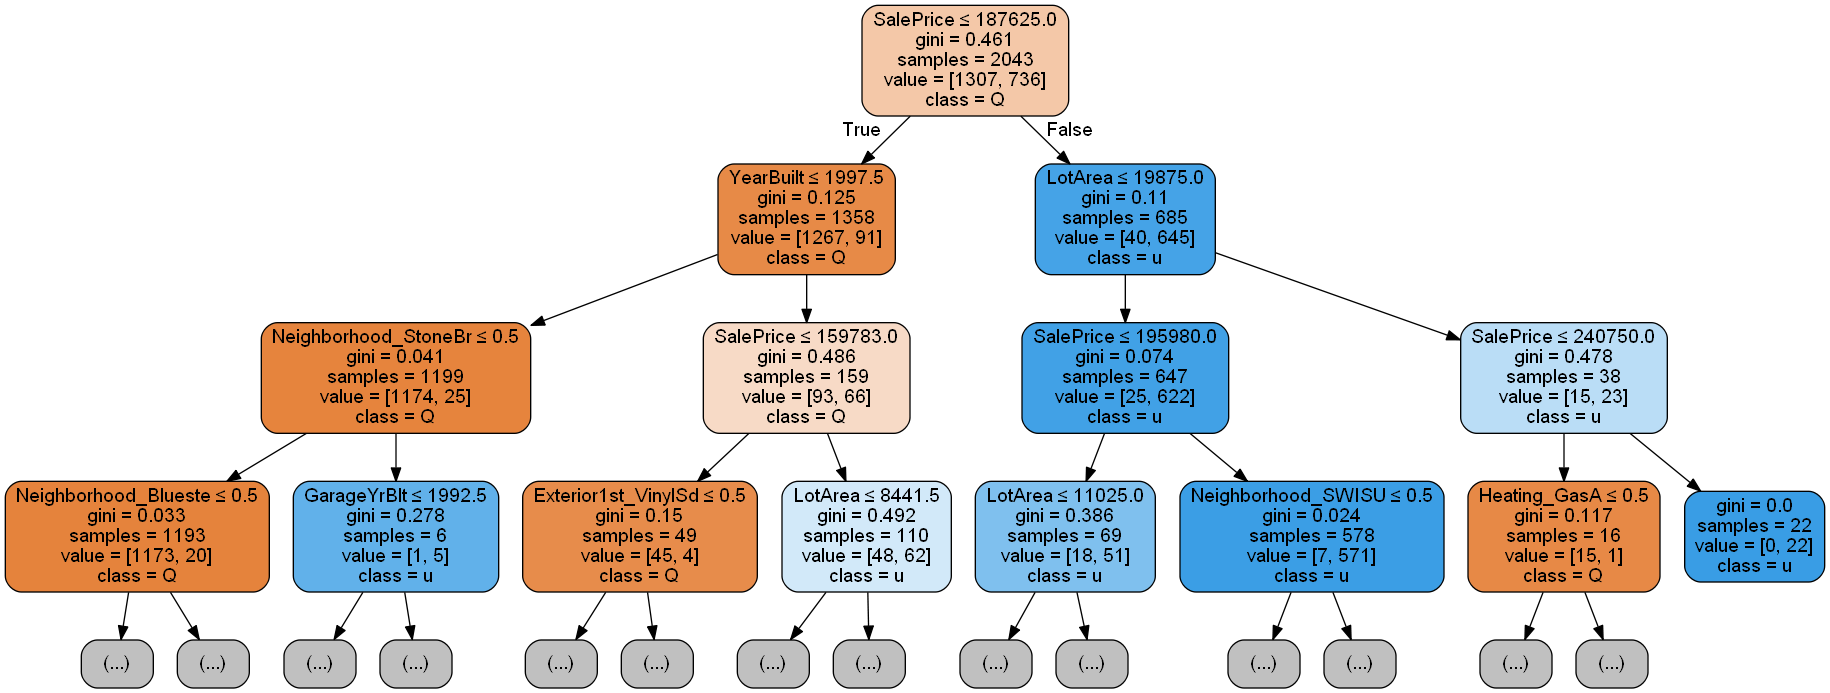 SalePrice ≤ 187625.0
gini = 0.461
samples = 2043
value = [1307, 736]
class = Q
True
False
YearBuilt ≤ 1997.5
gini = 0.125
samples = 1358
value = [1267, 91]
class = Q
LotArea ≤ 19875.0
gini = 0.11
samples = 685
value = [40, 645]
class = u
Neighborhood_StoneBr ≤ 0.5
gini = 0.041
samples = 1199
value = [1174, 25]
class = Q
SalePrice ≤ 159783.0
gini = 0.486
samples = 159
value = [93, 66]
class = Q
SalePrice ≤ 195980.0
gini = 0.074
samples = 647
value = [25, 622]
class = u
SalePrice ≤ 240750.0
gini = 0.478
samples = 38
value = [15, 23]
class = u
Neighborhood_Blueste ≤ 0.5
gini = 0.033
samples = 1193
value = [1173, 20]
class = Q
GarageYrBlt ≤ 1992.5
gini = 0.278
samples = 6
value = [1, 5]
class = u
Exterior1st_VinylSd ≤ 0.5
gini = 0.15
samples = 49
value = [45, 4]
class = Q
LotArea ≤ 8441.5
gini = 0.492
samples = 110
value = [48, 62]
class = u
LotArea ≤ 11025.0
gini = 0.386
samples = 69
value = [18, 51]
class = u
Neighborhood_SWISU ≤ 0.5
gini = 0.024
samples = 578
value = [7, 571]
class = u
Heating_GasA ≤ 0.5
gini = 0.117
samples = 16
value = [15, 1]
class = Q
gini = 0.0
samples = 22
value = [0, 22]
class = u
(...)
(...)
(...)
(...)
(...)
(...)
(...)
(...)
(...)
(...)
(...)
(...)
(...)
(...)